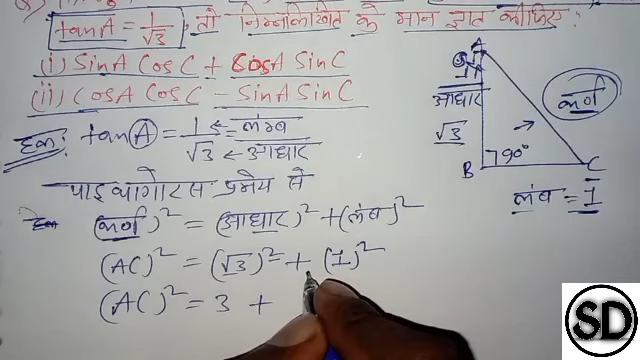 tanA = 1/√3, तो निम्नलिखित के मान ज्ञात कीजिए:
(i) SinA CosC + CosA SinC
(ii) CosA CosC - SinA SinC
हल: tan(A) = 1/√3 ← लम्ब / ← आधार
पाइथागोरस प्रमेय से
(कर्ण)² = (आधार)² + (लंब)²
(AC)² = (√3)² + (1)²
(AC)² = 3 +
A
आधार
√3
कर्ण
B 90° C
लंब = 1
SD